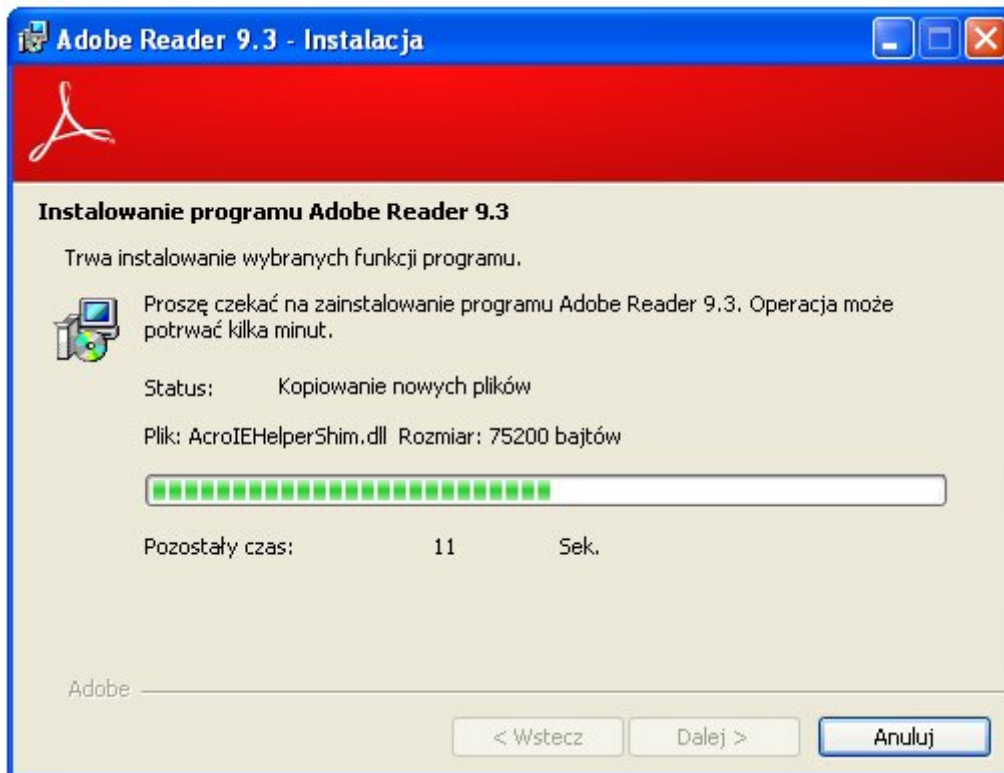 Adobe Reader 9.3 - Instalacja
Instalowanie programu Adobe Reader 9.3
Trwa instalowanie wybranych funkcji programu.
Proszę czekać na zainstalowanie programu Adobe Reader 9.3. Operacja może
potrwać kilka minut.
Status: Kopiowanie nowych plików
Plik: AcroIEHelperShim.dll Rozmiar: 75200 bajtów
Pozostały czas: 11 Sek.
Adobe
< Wstecz Dalej > Anuluj